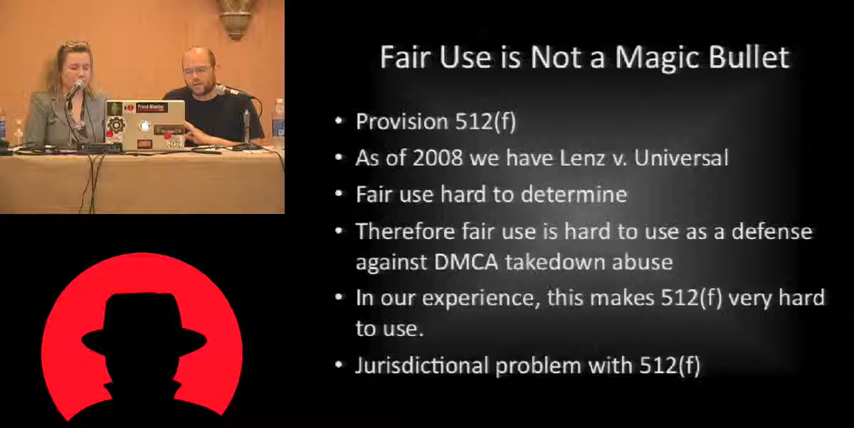 Fair Use is Not a Magic Bullet
• Provision 512(f)
• As of 2008 we have Lenz v. Universal
• Fair use hard to determine
• Therefore fair use is hard to use as a defense
against DMCA takedown abuse
• In our experience, this makes 512(f) very hard
to use.
• Jurisdictional problem with 512(f)